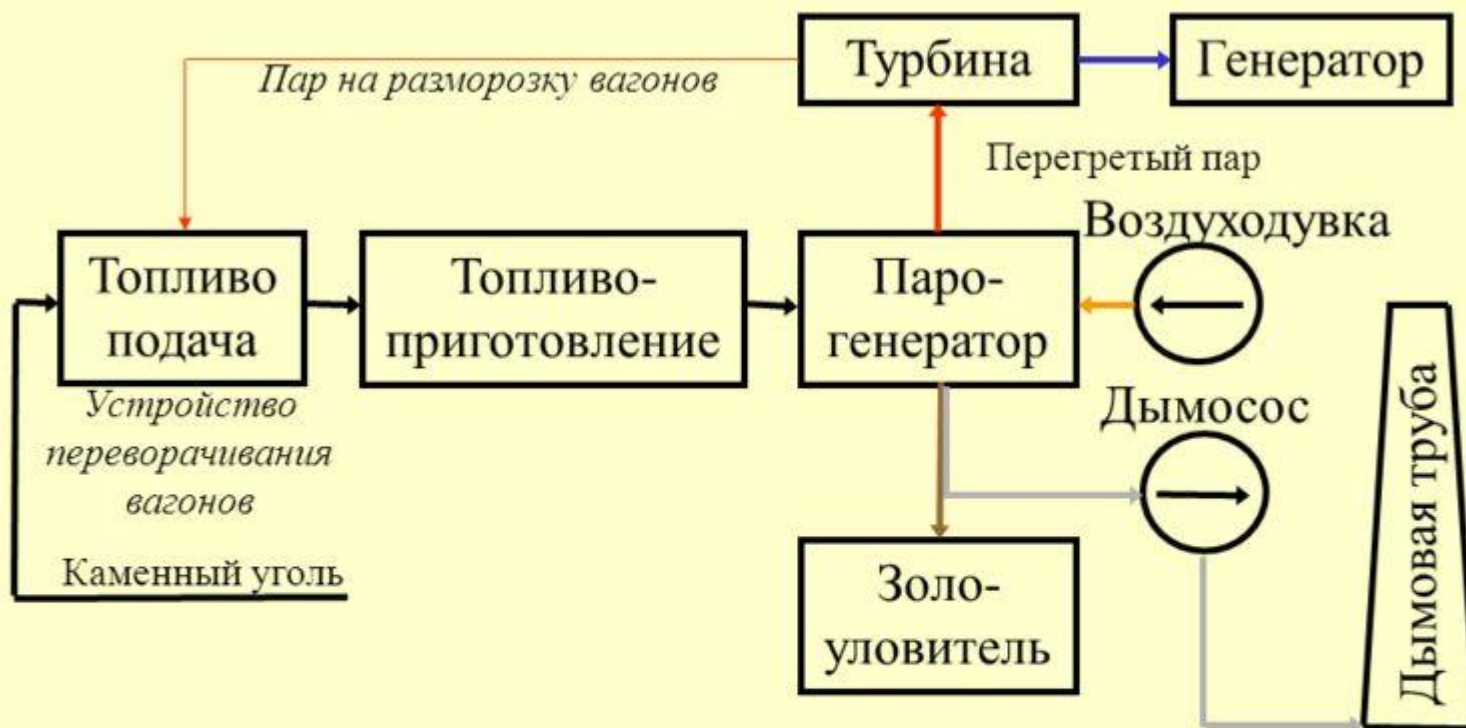 Турбина
Генератор
Пар на разморозку вагонов
Перегретый пар
Воздуходувка
Топливо
подача
Топливо-
приготовление
Паро-
генератор
Устройство
переворачивания
вагонов
Дымосос
Каменный уголь
Золо-
уловитель
Дымовая труба